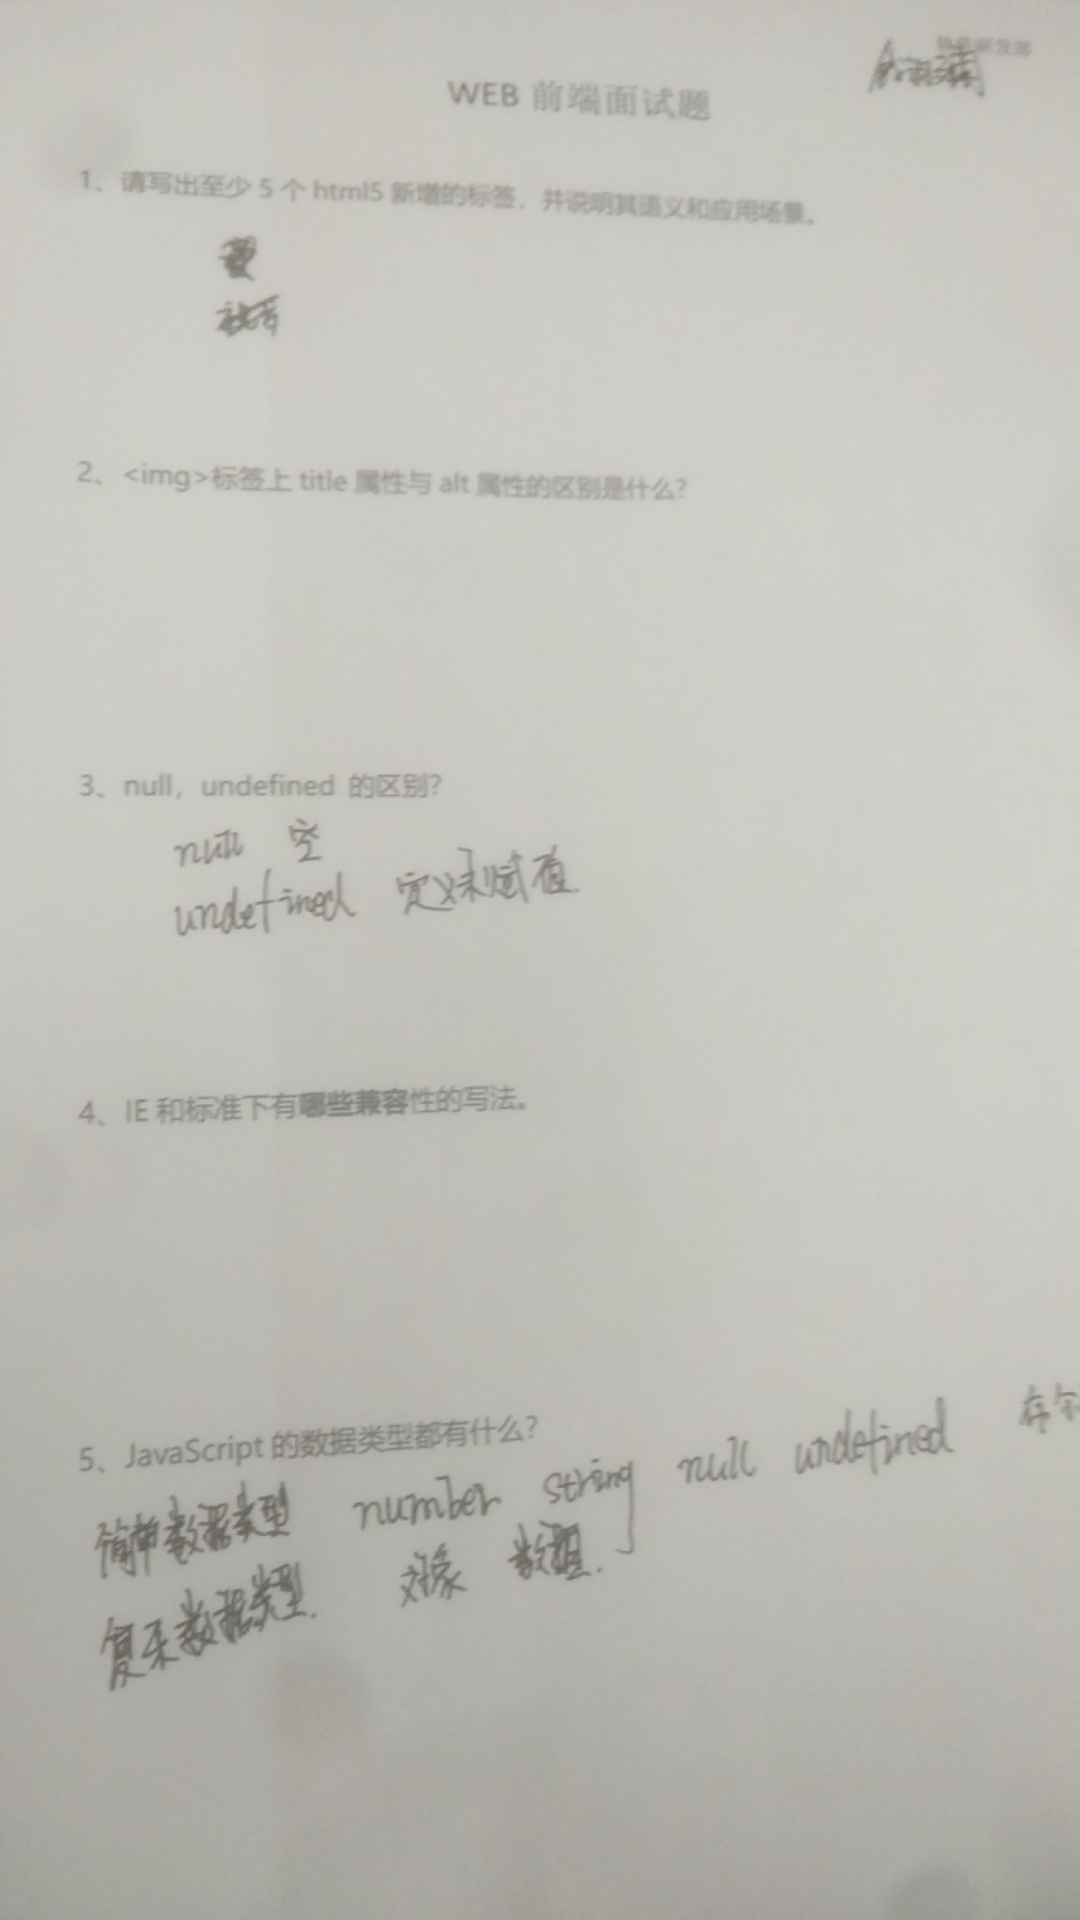 研发部
WEB 前端面试题
1、请写出至少 5 个 html5 新增的标签，并说明其语义和应用场景。
2、<img>标签上 title 属性与 alt 属性的区别是什么？
3、null，undefined 的区别？
null 空
undefined 定义未赋值.
4、IE 和标准下有哪些兼容性的写法。
5、JavaScript 的数据类型都有什么？
简单数据类型 number string null undefined 存
复杂数据类型. 对象 数组.